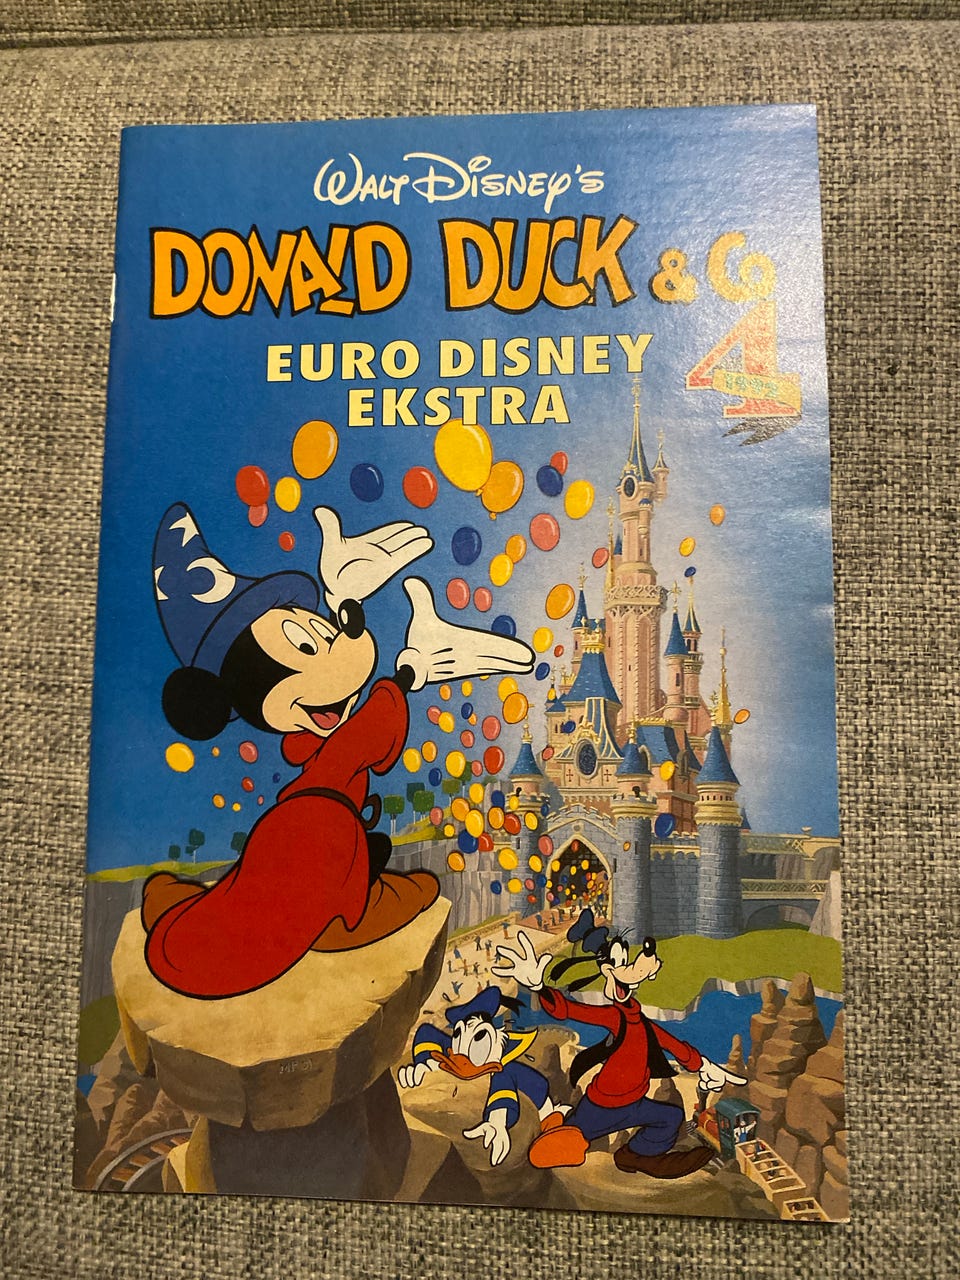 WALT DISNEY'S
DONALD DUCK & Co
4
EURO DISNEY
EKSTRA